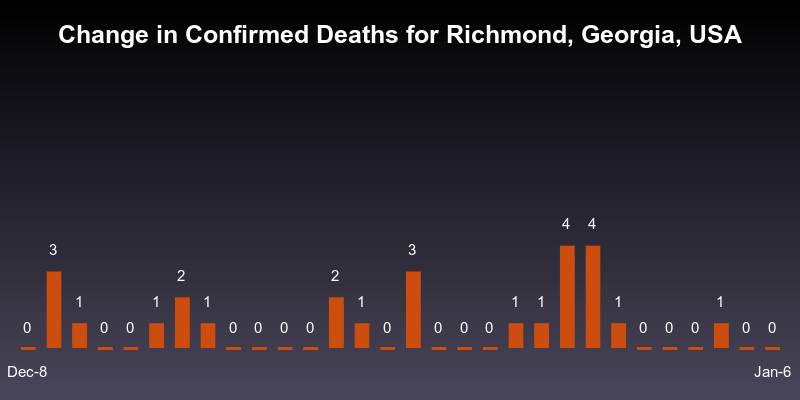 Change in Confirmed Deaths for Richmond, Georgia, USA
0 3 1 0 0 1 2 1 0 0 0 0 2 1 0 3 0 0 0 1 1 4 4 1 0 0 0 1 0 0
Dec-8 Jan-6